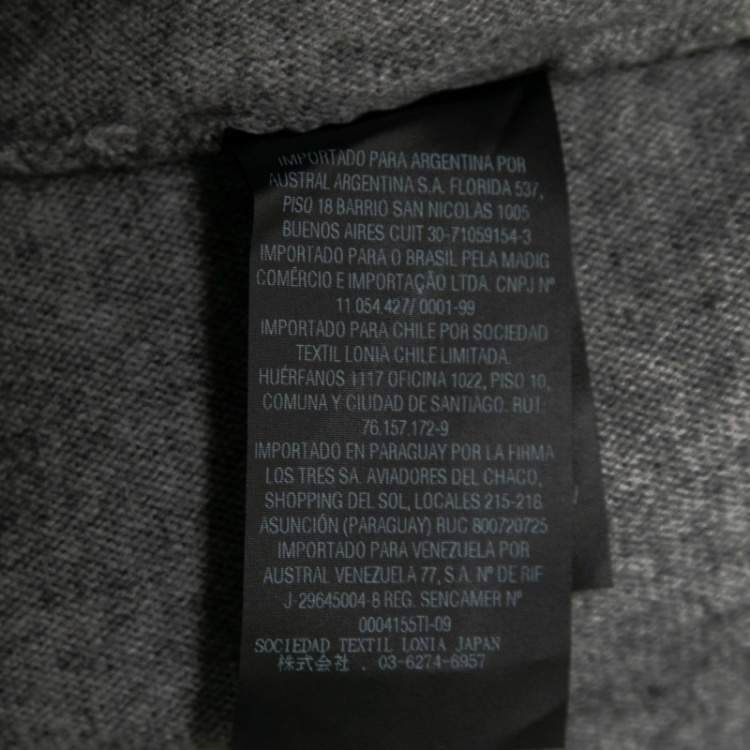 IMPORTADO PARA ARGENTINA POR
AUSTRAL ARGENTINA S.A. FLORIDA 537,
PISO 18 BARRIO SAN NICOLAS 1005
BUENOS AIRES CUIT 30-71059154-3
IMPORTADO PARA O BRASIL PELA MADIG
COMÉRCIO E IMPORTAÇÃO LTDA. CNPJ Nº
11.054.427/0001-99
IMPORTADO PARA CHILE POR SOCIEDAD
TEXTIL LONIA CHILE LIMITADA.
HUÉRFANOS 1117 OFICINA 1022, PISO 10,
COMUNA Y CIUDAD DE SANTIAGO. RUT:
76.157.172-9
IMPORTADO EN PARAGUAY POR LA FIRMA
LOS TRES SA. AVIADORES DEL CHACO,
SHOPPING DEL SOL, LOCALES 215-218
ASUNCIÓN (PARAGUAY) RUC 800720725
IMPORTADO PARA VENEZUELA POR
AUSTRAL VENEZUELA 77, S.A. Nº DE RIF
J-29645004-8 REG. SENCAMER Nº
0004155TI-09
SOCIEDAD TEXTIL LONIA JAPAN
株式会社 . 03-6274-6957